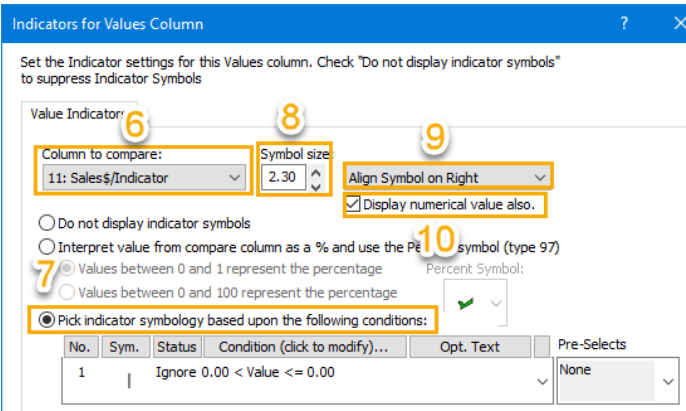 Indicators for Values Column ?
Set the Indicator settings for this Values column. Check "Do not display indicator symbols"
to suppress Indicator Symbols
Value Indicators
6
8
9
Column to compare: Symbol size
11: Sales$/Indicator 2.30 Align Symbol on Right
Display numerical value also.
10
Do not display indicator symbols
Interpret value from compare column as a % and use the symbol (type 97)
7
Values between 0 and 1 represent the percentage Percent Symbol:
Values between 0 and 100 represent the percentage
Pick indicator symbology based upon the following conditions:
No. Sym. Status Condition (click to modify)... Opt. Text Pre-Selects
1 | Ignore 0.00 < Value <= 0.00 None